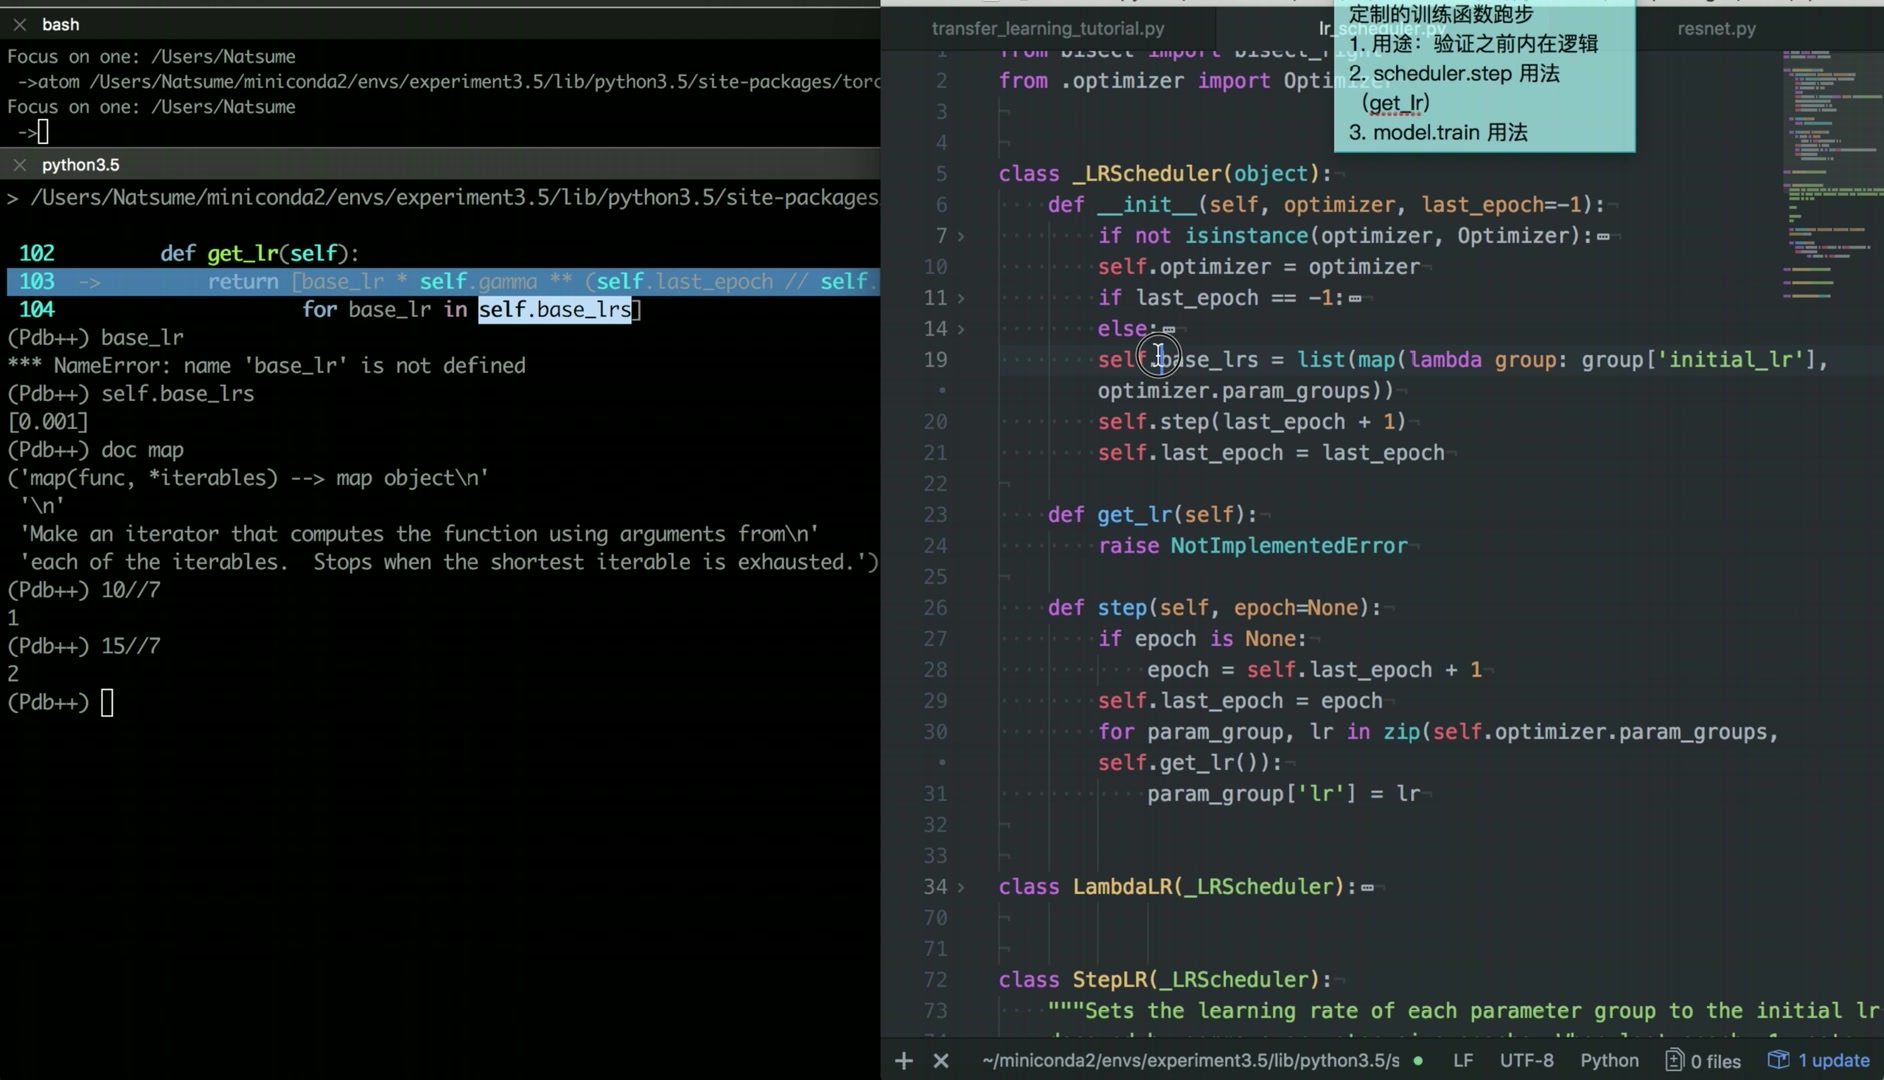 bash
Focus on one: /Users/Natsume
->atom /Users/Natsume/miniconda2/envs/experiment3.5/lib/python3.5/site-packages/torc
Focus on one: /Users/Natsume
->
python3.5
> /Users/Natsume/miniconda2/envs/experiment3.5/lib/python3.5/site-packages
102 def get_lr(self):
103 -> return [base_lr * self.gamma ** (self.last_epoch // self.
104 for base_lr in self.base_lrs]
(Pdb++) base_lr
*** NameError: name 'base_lr' is not defined
(Pdb++) self.base_lrs
[0.001]
(Pdb++) doc map
('map(func, *iterables) --> map object\n'
'\n'
'Make an iterator that computes the function using arguments from\n'
'each of the iterables.  Stops when the shortest iterable is exhausted.')
(Pdb++) 10//7
1
(Pdb++) 15//7
2
(Pdb++)
transfer_learning_tutorial.py
lr_scheduler.py
resnet.py
定制的训练函数跑步
1. 用途：验证之前内在逻辑
2. scheduler.step 用法
（get_lr）
3. model.train 用法
1 from bisect import bisect_right
2 from .optimizer import Optimizer
3
4
5 class _LRScheduler(object):
6 def __init__(self, optimizer, last_epoch=-1):
7 if not isinstance(optimizer, Optimizer):
10 self.optimizer = optimizer
11 if last_epoch == -1:
14 else:
19 self.base_lrs = list(map(lambda group: group['initial_lr'],
optimizer.param_groups))
20 self.step(last_epoch + 1)
21 self.last_epoch = last_epoch
22
23 def get_lr(self):
24 raise NotImplementedError
25
26 def step(self, epoch=None):
27 if epoch is None:
28 epoch = self.last_epoch + 1
29 self.last_epoch = epoch
30 for param_group, lr in zip(self.optimizer.param_groups,
self.get_lr()):
31 param_group['lr'] = lr
32
33
34 class LambdaLR(_LRScheduler):
70
71
72 class StepLR(_LRScheduler):
73 """Sets the learning rate of each parameter group to the initial lr
~/miniconda2/envs/experiment3.5/lib/python3.5/s LF UTF-8 Python 0 files 1 update